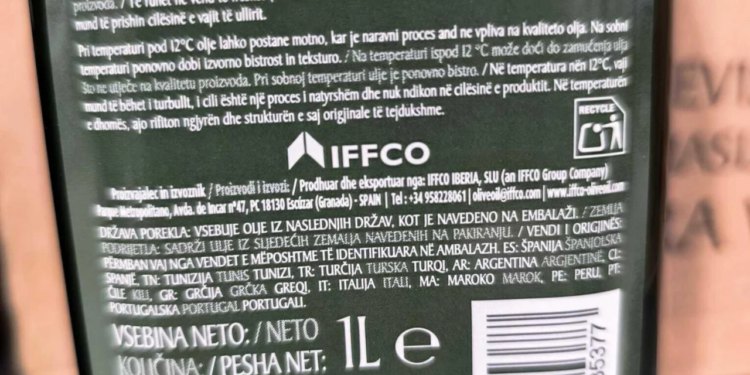 mund të prishin cilësinë e vajit të ullirit.
Pri temperaturi pod 12°C olje lahko postane motno, kar je naravni proces and ne vpliva na kvaliteto olja. Na sobni
temperaturi ponovno dobi izvorno bistrost in teksturo. / Na temperaturi ispod 12 °C može doći do zamućenja ulja
što ne utječe na kvalitetu proizvoda. Pri sobnoj temperaturi ulje je ponovno bistro. / Në temperatura nën 12°C, vaji
mund të bëhet i turbullt, i cili është një proces i natyrshëm dhe nuk ndikon në cilësinë e produktit. Në temperaturën
e dhomës, ajo rifiton ngjyrën dhe strukturën e saj origjinale të tejdukshme.
RECYCLE
IFFCO
Proizvajalec in izvoznik / Proizvodi i izvozi: / Prodhuar dhe eksportuar nga: IFFCO IBERIA, SLU (an IFFCO Group Company)
Parque Metropolitano, Avda. de Incar nº47, PC 18130 Escúzar (Granada) - SPAIN | Tel : +34 958228061 | oliveoil@iffco.com | www.iffco-oliveoil.com
DRŽAVA POREKLA: VSEBUJE OLJE IZ NASLEDNJIH DRŽAV, KOT JE NAVEDENO NA EMBALAŽI. / ZEMLJA
PODRIJETLA: SADRŽI ULJE IZ SLJEDEĆIH ZEMALJA NAVEDENIH NA PAKIRANJU. / VENDI I ORIGJINËS:
PËRMBAN VAJ NGA VENDET E MËPOSHTME TË IDENTIFIKUARA NË AMBALAZH. ES: ŠPANIJA ŠPANJOLSKA
SPANJË, TN: TUNIZIJA TUNIS TUNIZI, TR: TURČIJA TURSKA TURQI, AR: ARGENTINA ARGJENTINË, CL:
ČILE KILI, GR: GRČIJA GRČKA GREQI, IT: ITALIJA ITALI, MA: MAROKO MAROK, PE: PERU, PT:
PORTUGALSKA PORTUGAL PORTUGALI.
VSEBINA NETO: / NETO
KOLIČINA: / PESHA NET: 1L e
35377